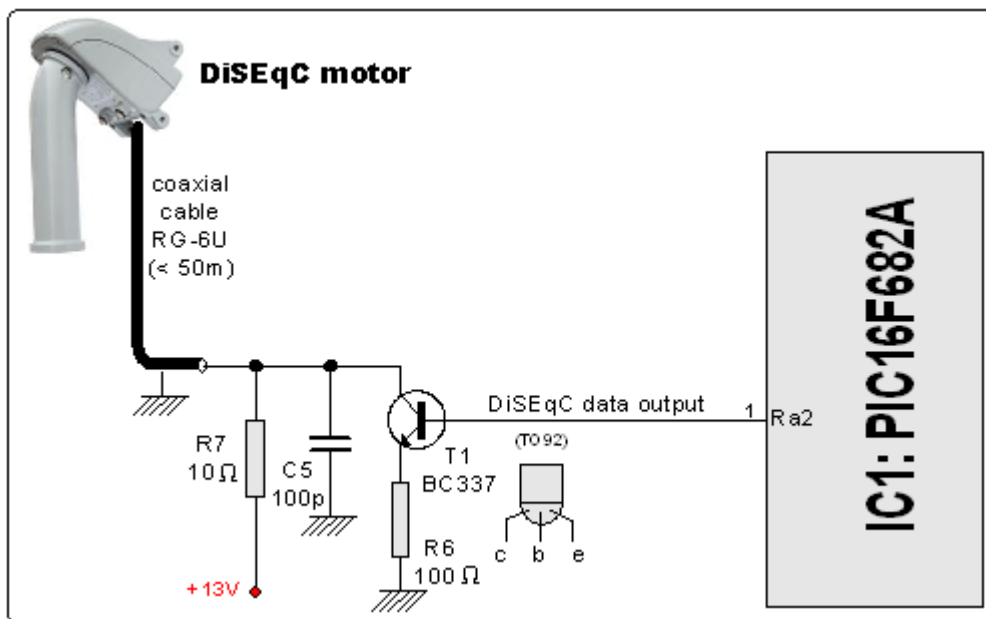 DiSEqC motor
coaxial
cable
RG-6U
(< 50m)
DiSEqC data output
1
Ra2
(TO92)
R7
10Ω
C5
100p
T1
BC337
R6
100Ω
c b e
+13V
IC1: PIC16F682A